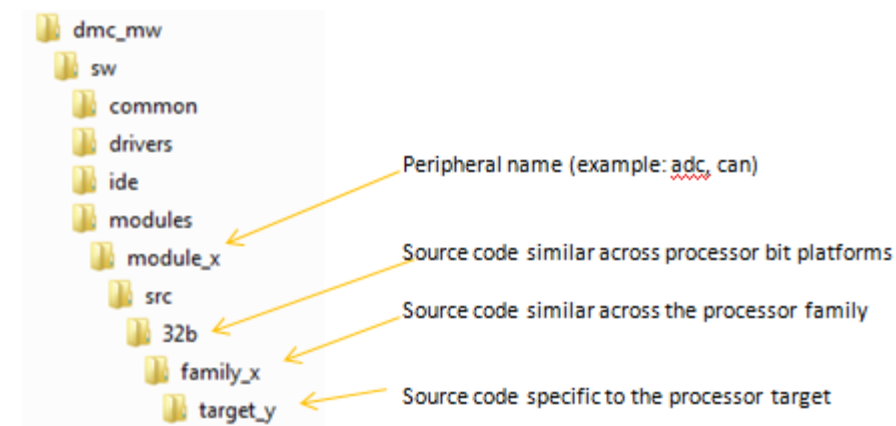 dmc_mw
sw
common
drivers
ide
Peripheral name (example: adc, can)
modules
module_x
Source code similar across processor bit platforms
src
Source code similar across the processor family
32b
family_x
Source code specific to the processor target
target_y